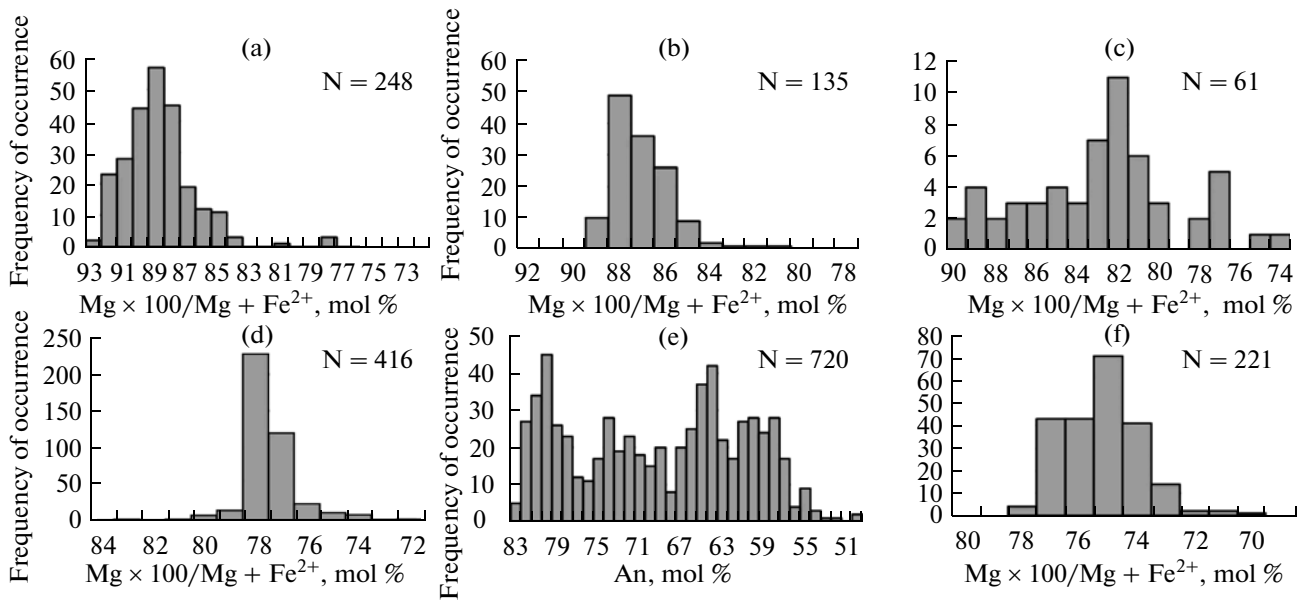 (a)
N = 248
Frequency of occurrence
60
50
40
30
20
10
0
93 91 89 87 85 83 81 79 77 75 73
Mg × 100/Mg + Fe²⁺, mol %
(b)
N = 135
Frequency of occurrence
60
50
40
30
20
10
0
92 90 88 86 84 82 80 78
Mg × 100/Mg + Fe²⁺, mol %
(c)
N = 61
12
10
8
6
4
2
0
90 88 86 84 82 80 78 76 74
Mg × 100/Mg + Fe²⁺, mol %
(d)
N = 416
Frequency of occurrence
250
200
150
100
50
0
84 82 80 78 76 74 72
Mg × 100/Mg + Fe²⁺, mol %
(e)
N = 720
Frequency of occurrence
50
40
30
20
10
0
83 79 75 71 67 63 59 55 51
An, mol %
(f)
N = 221
80
70
60
50
40
30
20
10
0
80 78 76 74 72 70
Mg × 100/Mg + Fe²⁺, mol %